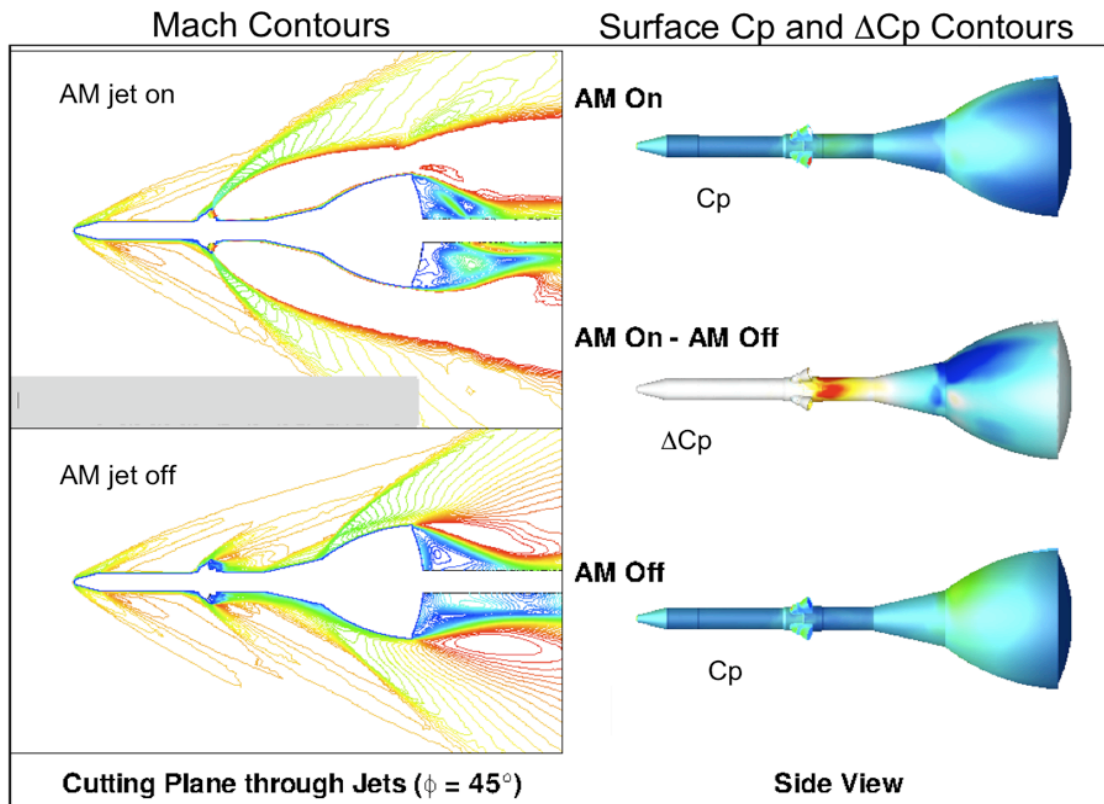 Mach Contours
Surface Cp and ΔCp Contours
AM jet on
AM On
Cp
AM On - AM Off
ΔCp
AM jet off
AM Off
Cp
Cutting Plane through Jets (ϕ = 45°)
Side View